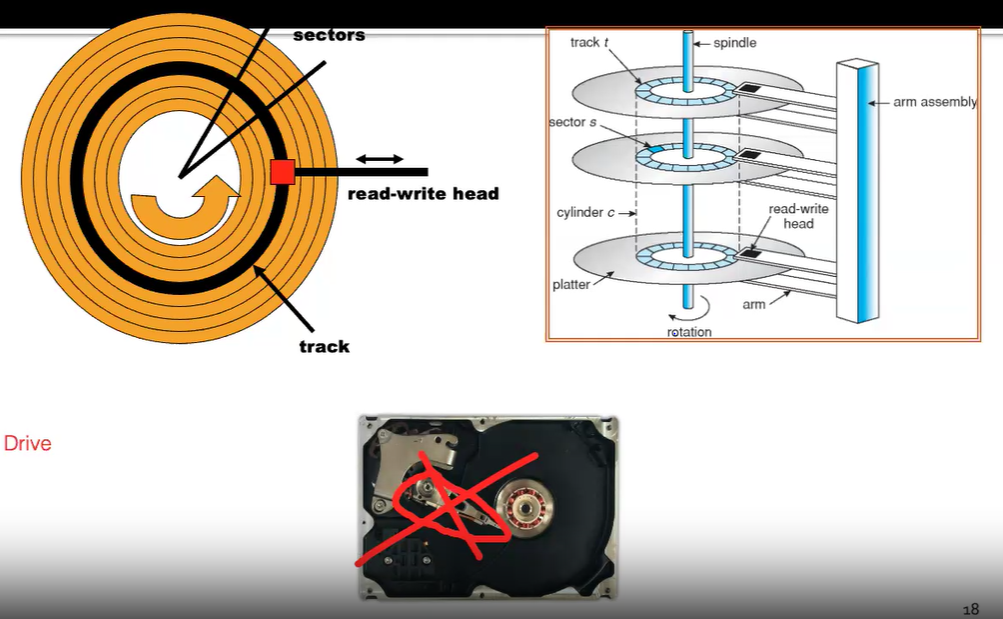 sectors
read-write head
track
track t
spindle
arm assembly
sector s
cylinder c
read-write
head
platter
arm
rotation
Drive
18